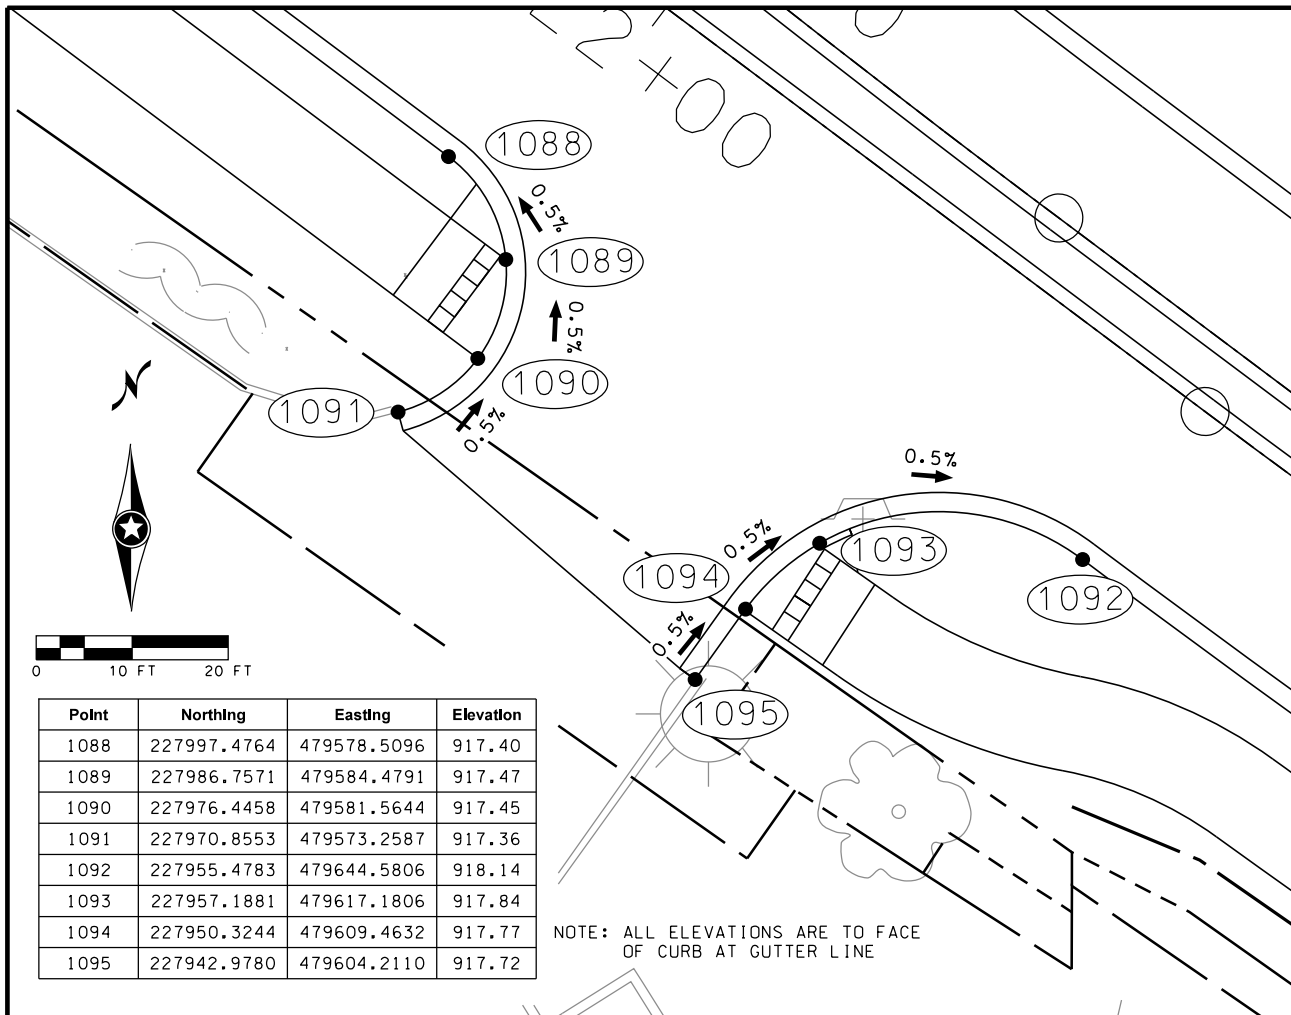 2+00
1088
0.5%
1089
0.5%
1090
1091
0.5%
0.5%
0.5%
1093
1094
1092
0.5%
1095
N
0 10 FT 20 FT
Point Northing Easting Elevation
1088 227997.4764 479578.5096 917.40
1089 227986.7571 479584.4791 917.47
1090 227976.4458 479581.5644 917.45
1091 227970.8553 479573.2587 917.36
1092 227955.4783 479644.5806 918.14
1093 227957.1881 479617.1806 917.84
1094 227950.3244 479609.4632 917.77
1095 227942.9780 479604.2110 917.72
NOTE: ALL ELEVATIONS ARE TO FACE
OF CURB AT GUTTER LINE